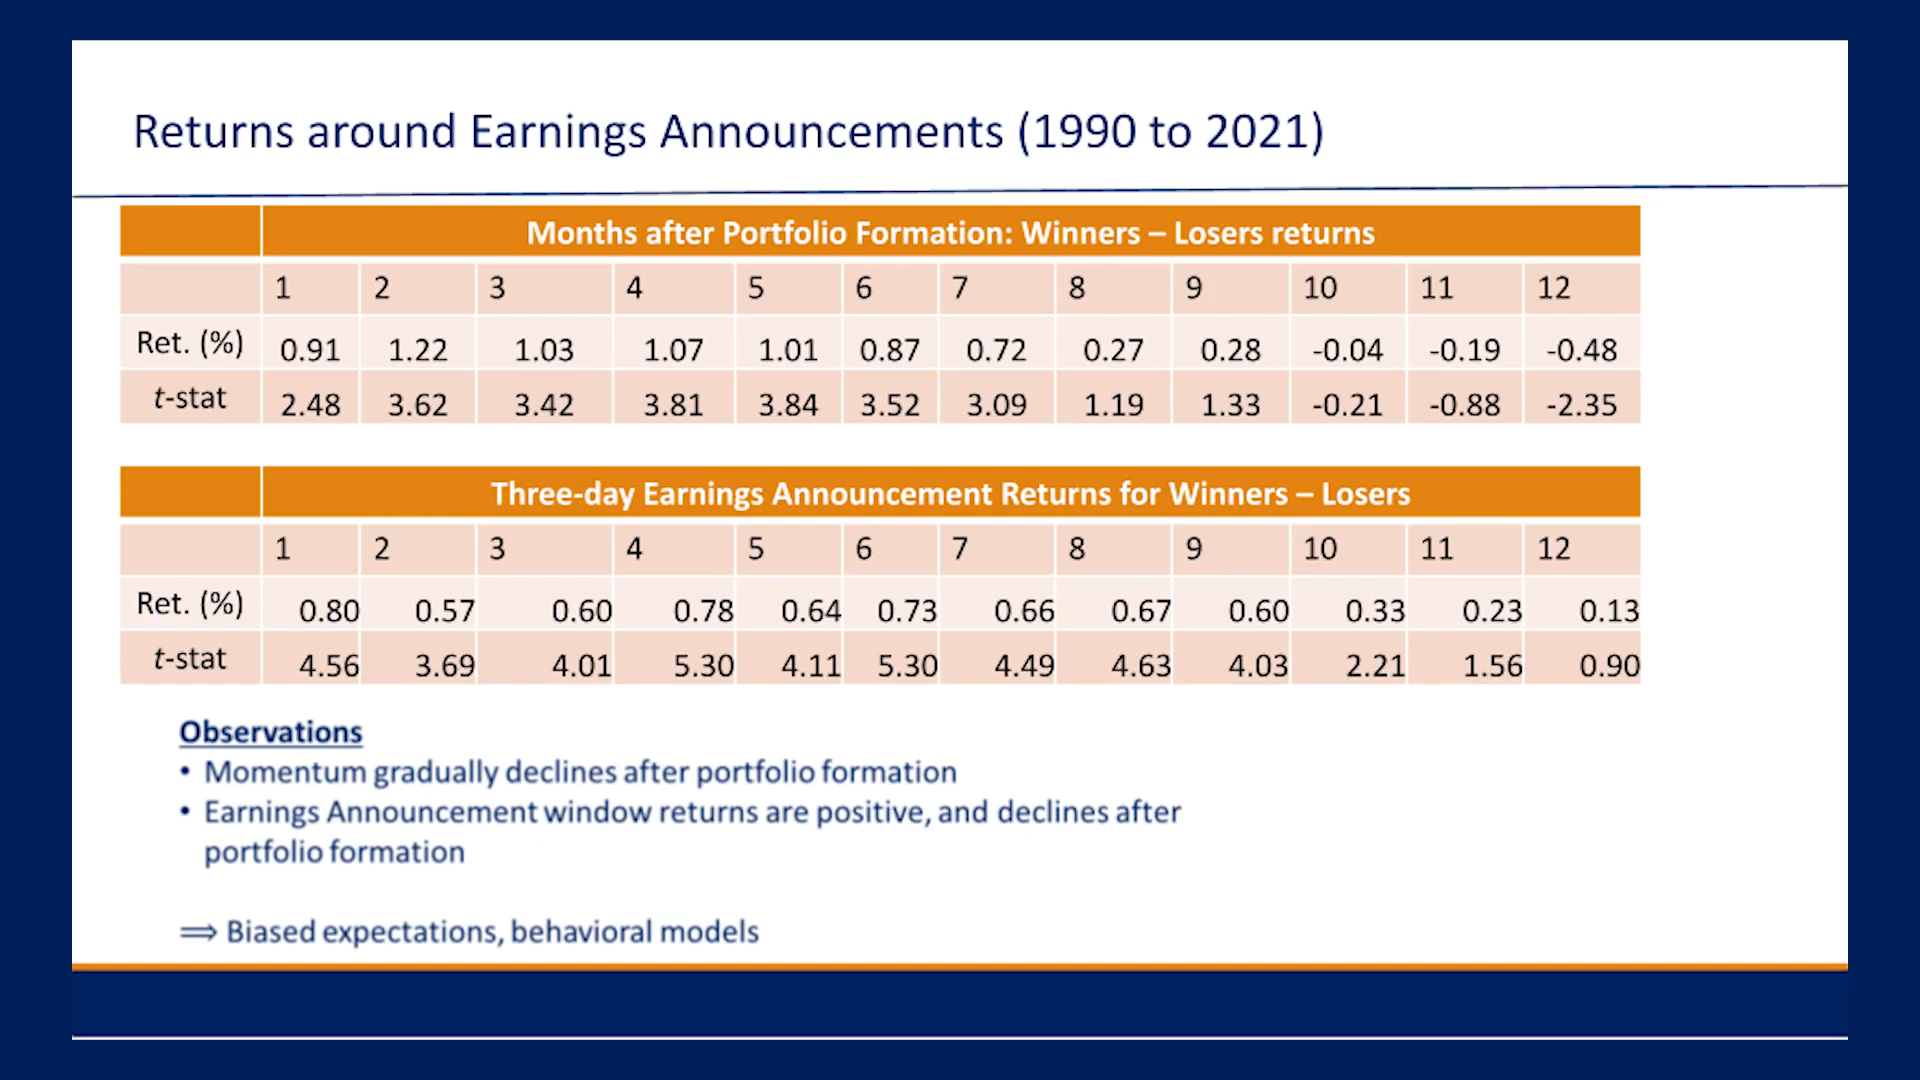 Returns around Earnings Announcements (1990 to 2021)
Months after Portfolio Formation: Winners – Losers returns
1 2 3 4 5 6 7 8 9 10 11 12
Ret. (%) 0.91 1.22 1.03 1.07 1.01 0.87 0.72 0.27 0.28 -0.04 -0.19 -0.48
t-stat 2.48 3.62 3.42 3.81 3.84 3.52 3.09 1.19 1.33 -0.21 -0.88 -2.35
Three-day Earnings Announcement Returns for Winners – Losers
1 2 3 4 5 6 7 8 9 10 11 12
Ret. (%) 0.80 0.57 0.60 0.78 0.64 0.73 0.66 0.67 0.60 0.33 0.23 0.13
t-stat 4.56 3.69 4.01 5.30 4.11 5.30 4.49 4.63 4.03 2.21 1.56 0.90
Observations
• Momentum gradually declines after portfolio formation
• Earnings Announcement window returns are positive, and declines after
portfolio formation
⟹ Biased expectations, behavioral models